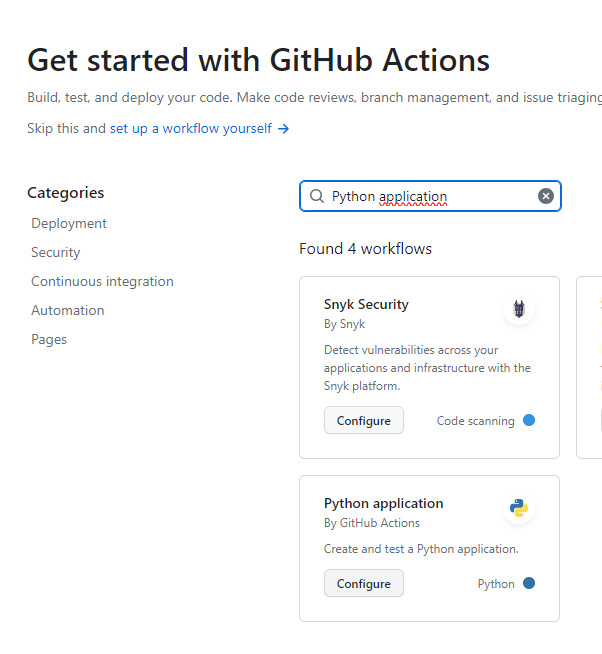 Get started with GitHub Actions
Build, test, and deploy your code. Make code reviews, branch management, and issue triaging
Skip this and set up a workflow yourself →
Categories
Deployment
Security
Continuous integration
Automation
Pages
Python application
Found 4 workflows
Snyk Security
By Snyk
Detect vulnerabilities across your
applications and infrastructure with the
Snyk platform.
Configure
Code scanning
Python application
By GitHub Actions
Create and test a Python application.
Configure
Python